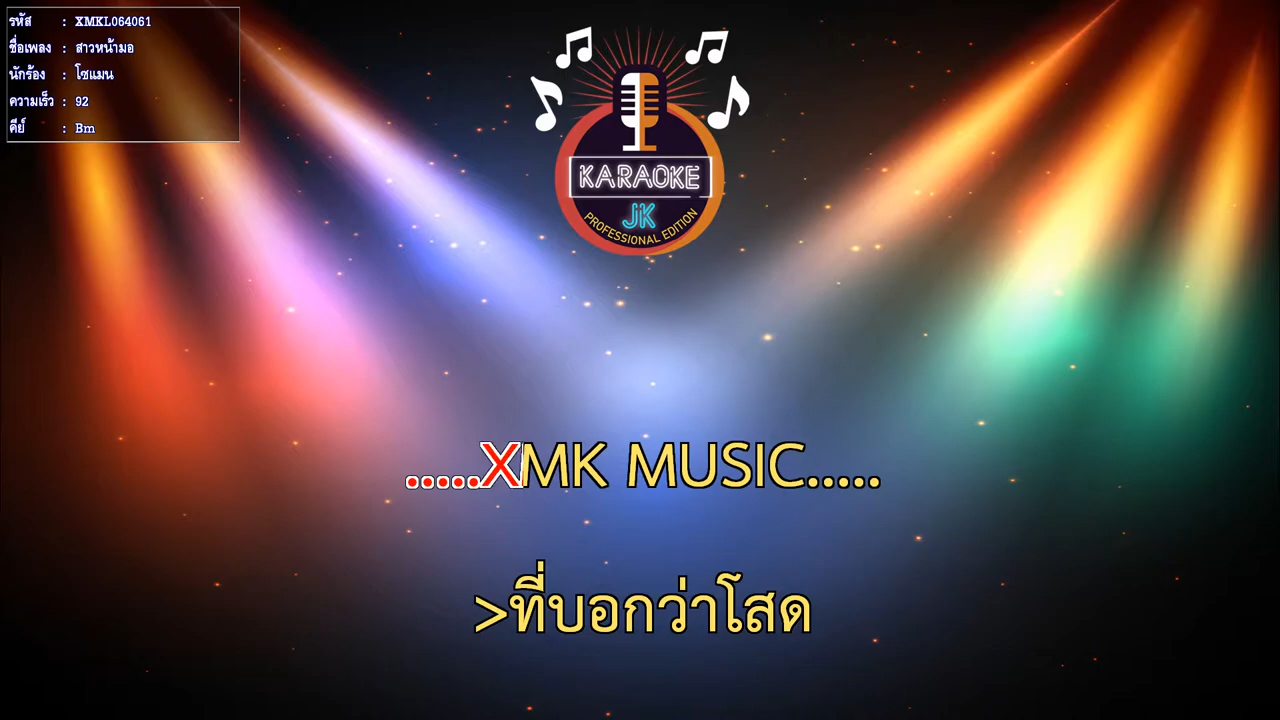 รหัส : XMKL064061
ชื่อเพลง : สาวหน้ามอ
นักร้อง : โซแมน
ความเร็ว : 92
คีย์ : Bm
KARAOKE
JK
PROFESSIONAL EDITION
.....XMK MUSIC.....
>ที่บอกว่าโสด